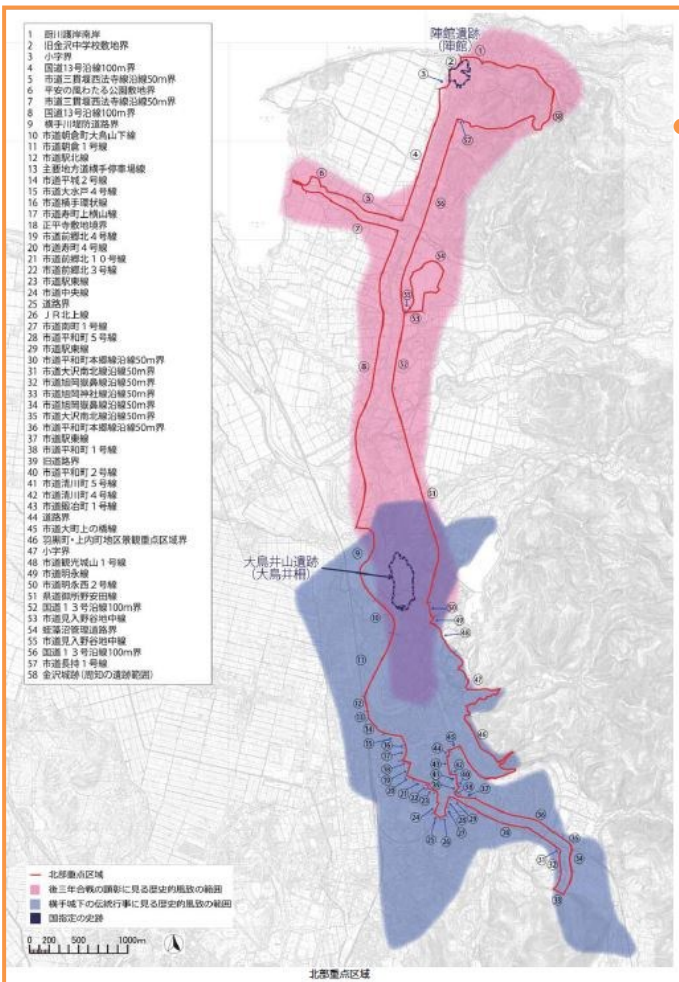 1 厨川護岸南岸
2 旧金沢中学校敷地界
3 小字界
4 国道13号沿線100m界
5 市道三貫堰西法寺線沿線50m界
6 平安の風わたる公園敷地界
7 市道三貫堰西法寺線沿線50m界
8 国道13号沿線100m界
9 横手川堤防道路界
10 市道朝倉町大鳥山下線
11 市道朝倉1号線
12 市道駅北線
13 主要地方道横手停車場線
14 市道平城2号線
15 市道大水戸4号線
16 市道横手環状線
17 市道寿町上横山線
18 正平寺敷地境界
19 市道前郷北4号線
20 市道寿町4号線
21 市道前郷北10号線
22 市道前郷北3号線
23 市道駅東線
24 市道中央線
25 道路界
26 JR北上線
27 市道南町1号線
28 市道平和町5号線
29 市道駅東線
30 市道平和町本郷線沿線50m界
31 市道大沢南北線沿線50m界
32 市道旭岡嶽鼻線沿線50m界
33 市道旭岡神社線沿線50m界
34 市道旭岡嶽鼻線沿線50m界
35 市道大沢南北線沿線50m界
36 市道平和町本郷線沿線50m界
37 市道駅東線
38 市道平和町1号線
39 旧道路界
40 市道平和町2号線
41 市道清川町5号線
42 市道清川町4号線
43 市道鍛冶町1号線
44 道路界
45 市道大町上の橋線
46 羽黒町・上内町地区景観重点区域界
47 小字界
48 市道観光城山1号線
49 市道明永線
50 市道明永西2号線
51 県道御所野安田線
52 国道13号沿線100m界
53 市道見入野谷地中線
54 蛭藻沼管理道路界
55 市道見入野谷地中線
56 国道13号沿線100m界
57 市道長持1号線
58 金沢城跡(周知の遺跡範囲)
陣館遺跡
(陣館)
大鳥井山遺跡
(大鳥井柵)
北部重点区域
後三年合戦の顕彰に見る歴史的風致の範囲
横手城下の伝統行事に見る歴史的風致の範囲
国指定の史跡
0 200 500 1000m
北部重点区域